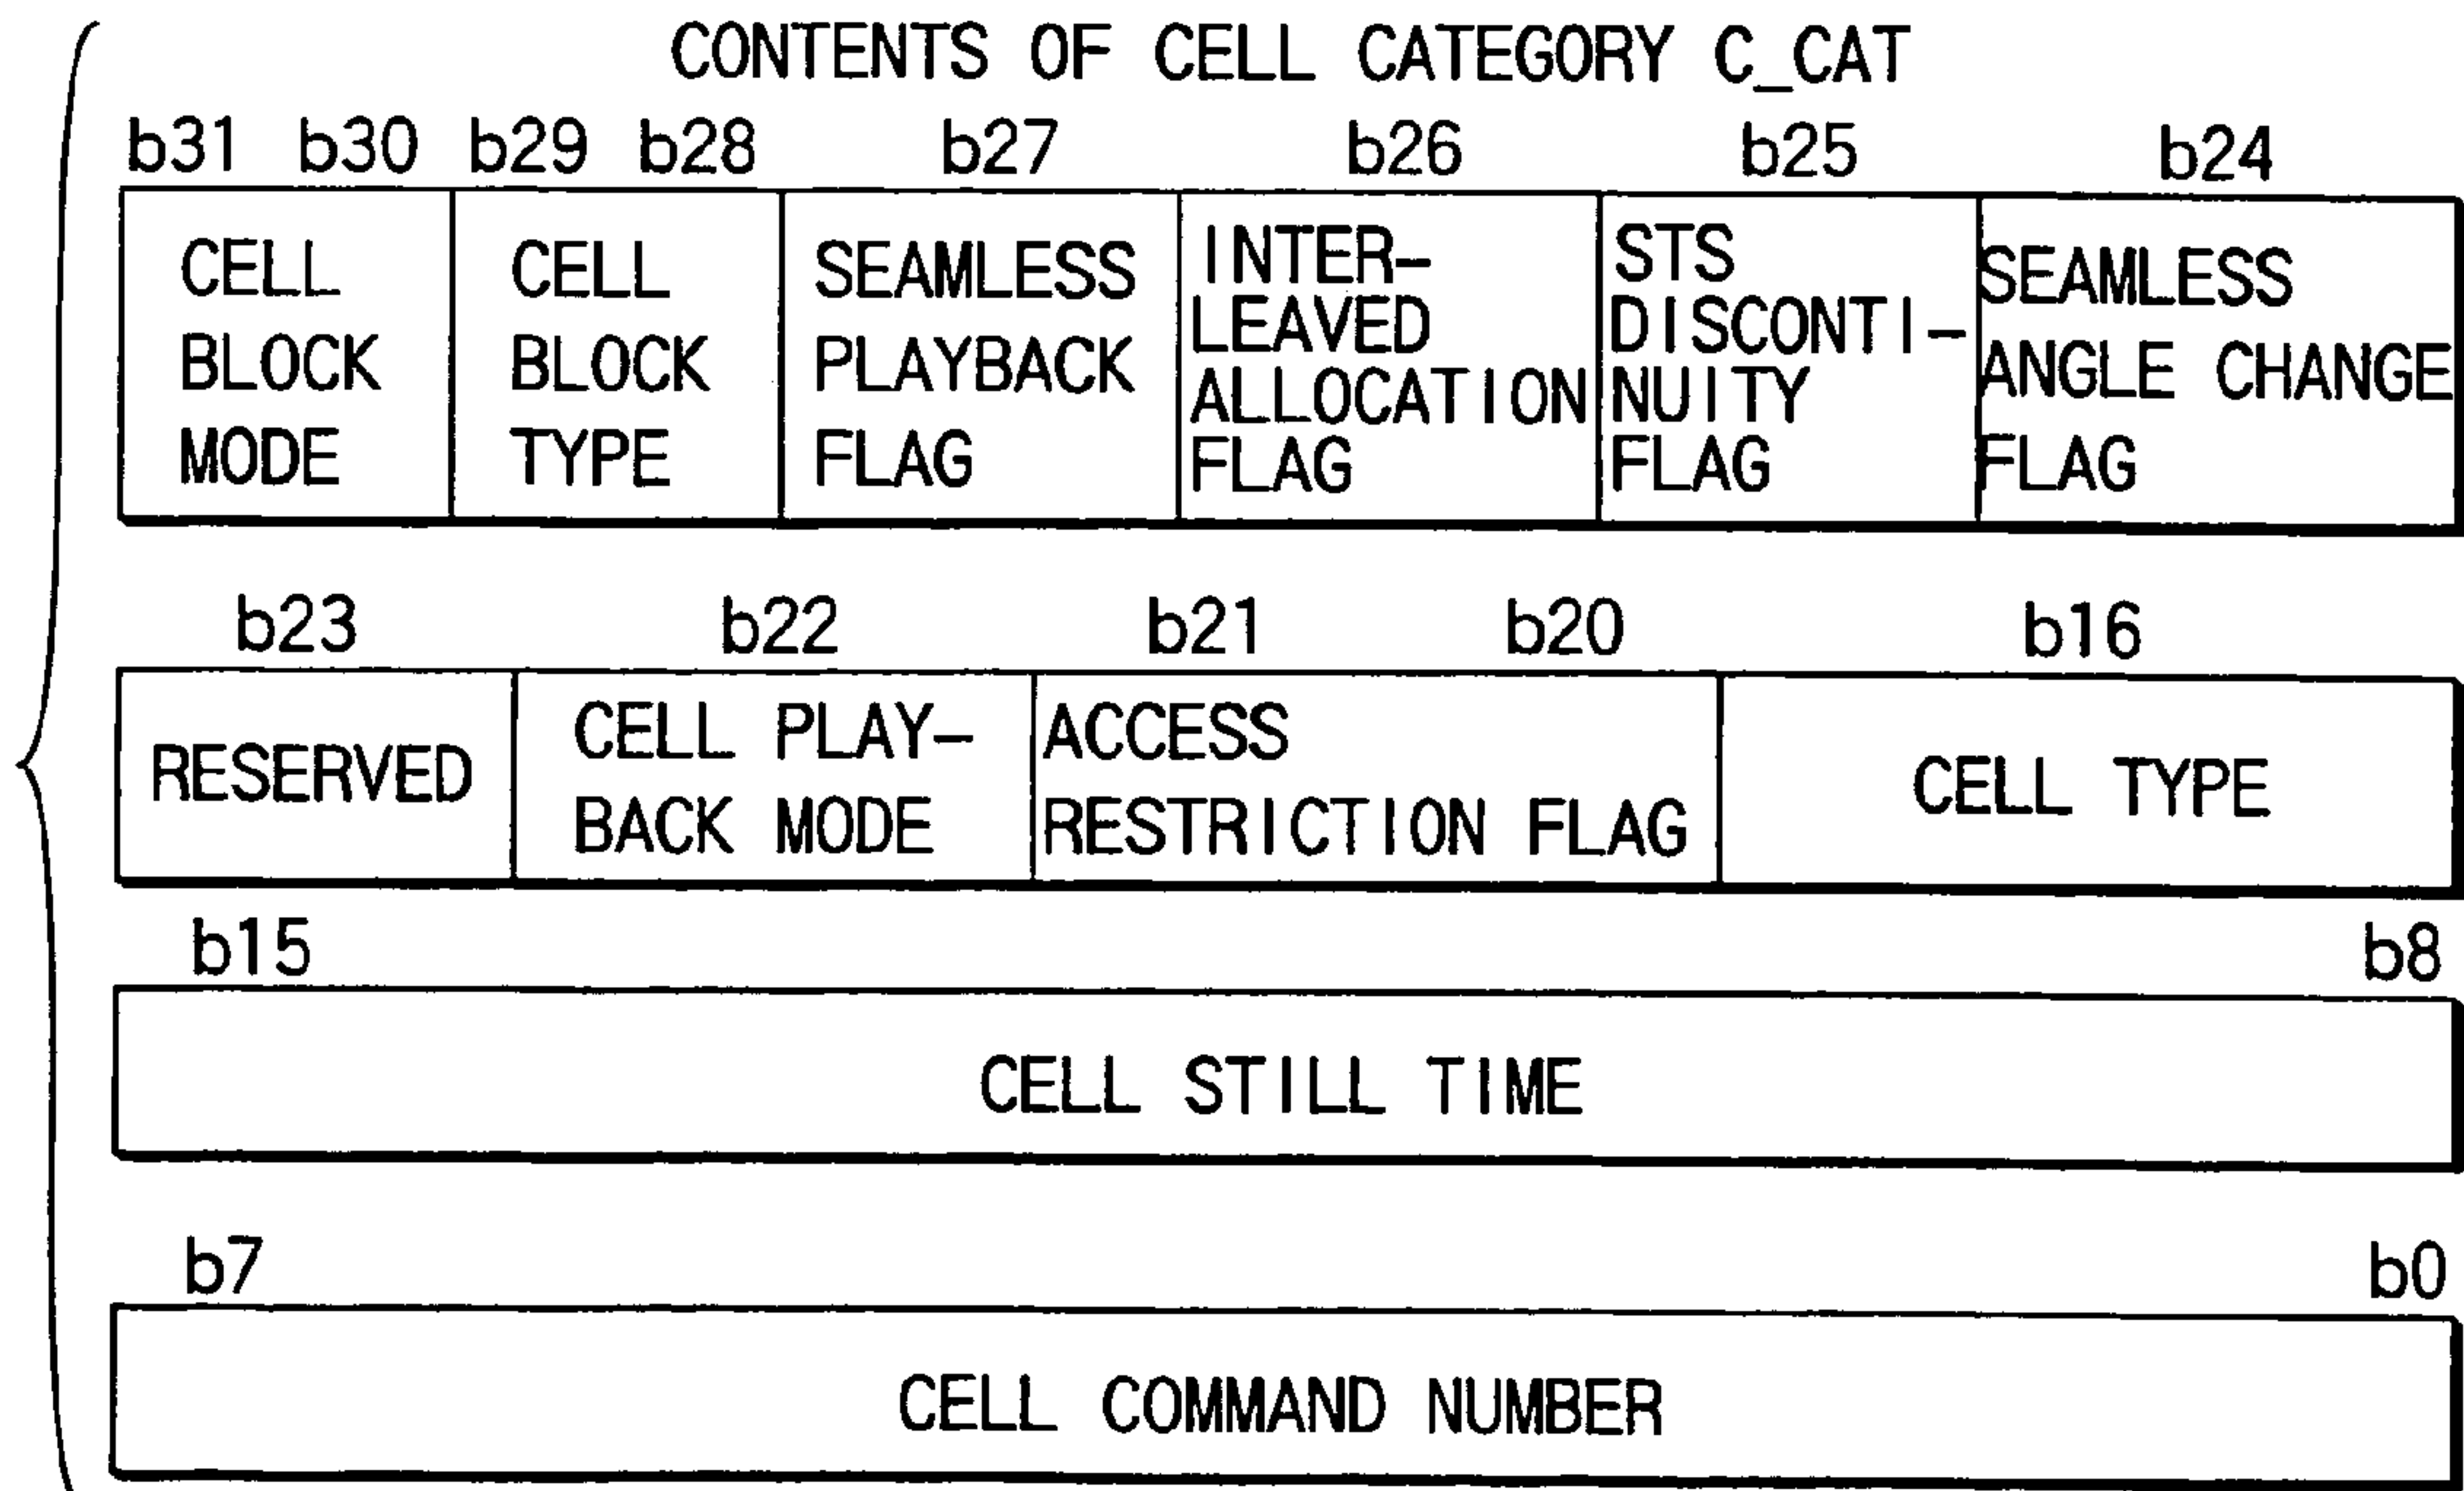 CONTENTS OF CELL CATEGORY C_CAT
b31 b30 b29 b28 b27 b26 b25 b24
CELL
BLOCK
MODE
CELL
BLOCK
TYPE
SEAMLESS
PLAYBACK
FLAG
INTER-
LEAVED
ALLOCATION
FLAG
STS
DISCONTI-
NUITY
FLAG
SEAMLESS
ANGLE CHANGE
FLAG
b23 b22 b21 b20 b16
RESERVED
CELL PLAY-
BACK MODE
ACCESS
RESTRICTION FLAG
CELL TYPE
b15 b8
CELL STILL TIME
b7 b0
CELL COMMAND NUMBER